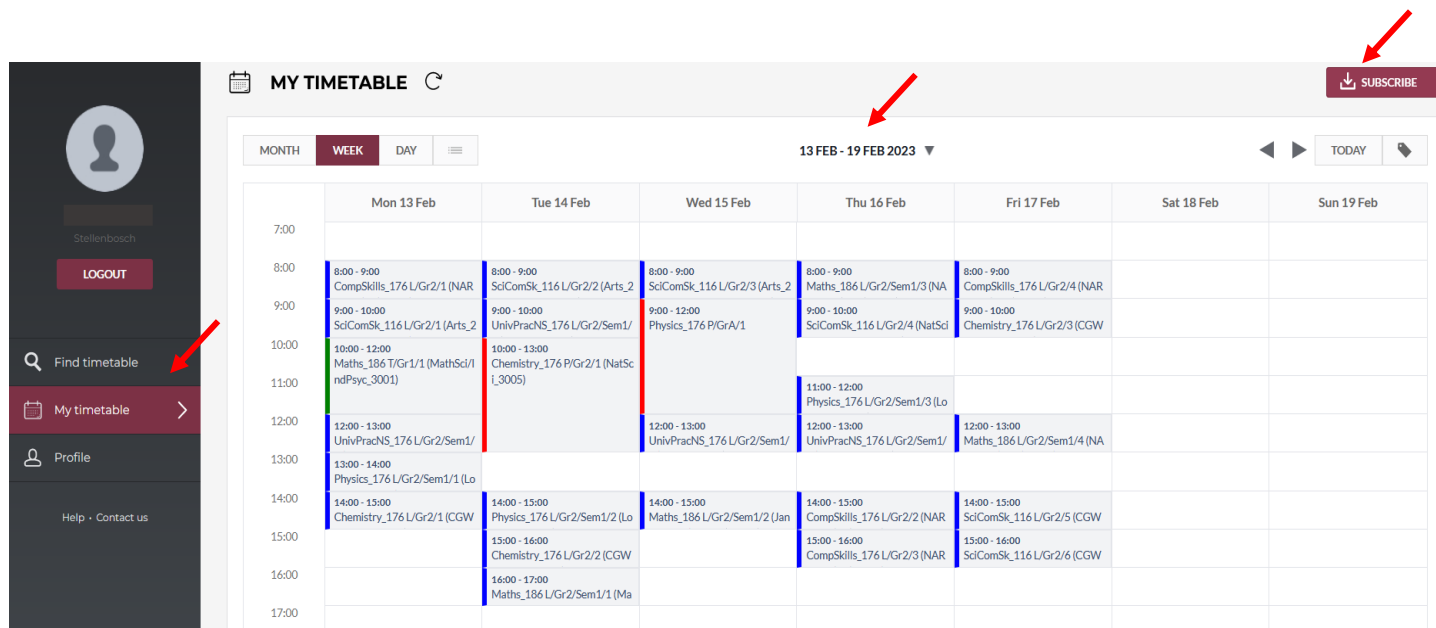 MY TIMETABLE
SUBSCRIBE
Stellenbosch
LOGOUT
Find timetable
My timetable
Profile
Help · Contact us
MONTH WEEK DAY
13 FEB - 19 FEB 2023 ▼
TODAY
Mon 13 Feb Tue 14 Feb Wed 15 Feb Thu 16 Feb Fri 17 Feb Sat 18 Feb Sun 19 Feb
7:00
8:00
9:00
10:00
11:00
12:00
13:00
14:00
15:00
16:00
17:00
8:00 - 9:00
CompSkills_176 L/Gr2/1 (NAR
9:00 - 10:00
SciComSk_116 L/Gr2/1 (Arts_2
10:00 - 12:00
Maths_186 T/Gr1/1 (MathSci/I
ndPsyc_3001)
12:00 - 13:00
UnivPracNS_176 L/Gr2/Sem1/
13:00 - 14:00
Physics_176 L/Gr2/Sem1/1 (Lo
14:00 - 15:00
Chemistry_176 L/Gr2/1 (CGW
8:00 - 9:00
SciComSk_116 L/Gr2/2 (Arts_2
9:00 - 10:00
UnivPracNS_176 L/Gr2/Sem1/
10:00 - 13:00
Chemistry_176 P/Gr2/1 (NatSc
i_3005)
14:00 - 15:00
Physics_176 L/Gr2/Sem1/2 (Lo
15:00 - 16:00
Chemistry_176 L/Gr2/2 (CGW
16:00 - 17:00
Maths_186 L/Gr2/Sem1/1 (Ma
8:00 - 9:00
SciComSk_116 L/Gr2/3 (Arts_2
9:00 - 12:00
Physics_176 P/GrA/1
12:00 - 13:00
UnivPracNS_176 L/Gr2/Sem1/
14:00 - 15:00
Maths_186 L/Gr2/Sem1/2 (Jan
8:00 - 9:00
Maths_186 L/Gr2/Sem1/3 (NA
9:00 - 10:00
SciComSk_116 L/Gr2/4 (NatSci
11:00 - 12:00
Physics_176 L/Gr2/Sem1/3 (Lo
12:00 - 13:00
UnivPracNS_176 L/Gr2/Sem1/
14:00 - 15:00
CompSkills_176 L/Gr2/2 (NAR
15:00 - 16:00
CompSkills_176 L/Gr2/3 (NAR
8:00 - 9:00
CompSkills_176 L/Gr2/4 (NAR
9:00 - 10:00
Chemistry_176 L/Gr2/3 (CGW
12:00 - 13:00
Maths_186 L/Gr2/Sem1/4 (NA
14:00 - 15:00
SciComSk_116 L/Gr2/5 (CGW
15:00 - 16:00
SciComSk_116 L/Gr2/6 (CGW